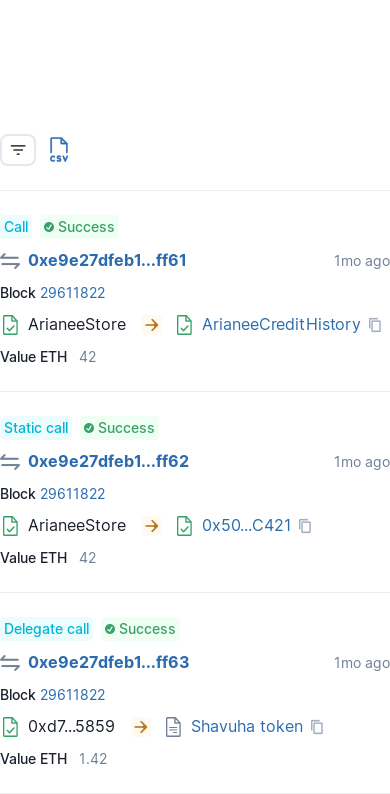 CSV
Call Success
0xe9e27dfeb1...ff61 1mo ago
Block 29611822
ArianeeStore ArianeeCreditHistory
Value ETH 42
Static call Success
0xe9e27dfeb1...ff62 1mo ago
Block 29611822
ArianeeStore 0x50...C421
Value ETH 42
Delegate call Success
0xe9e27dfeb1...ff63 1mo ago
Block 29611822
0xd7...5859 Shavuha token
Value ETH 1.42